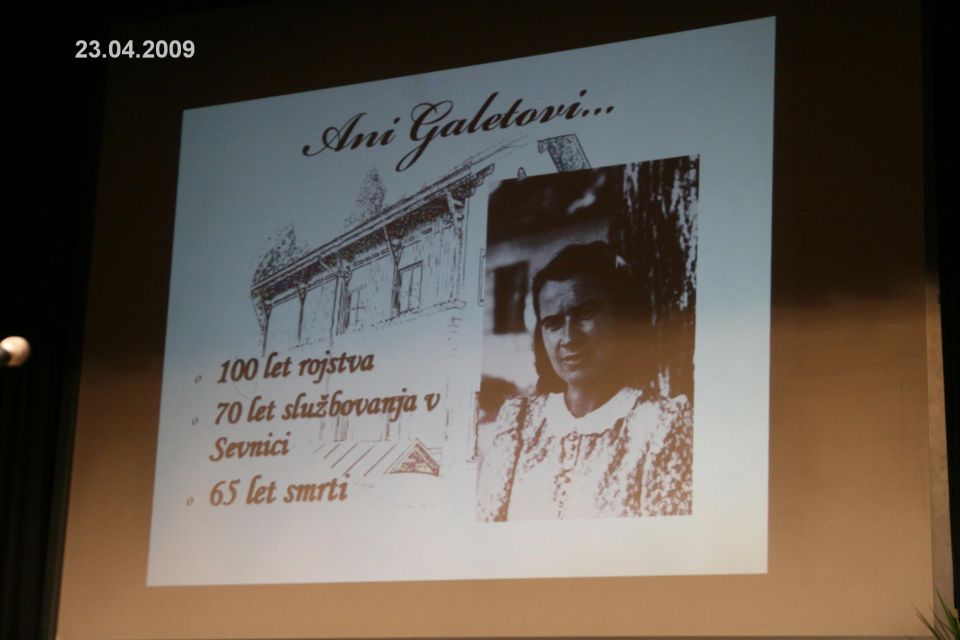 23.04.2009
Ani Galetovi...
o 100 let rojstva
o 70 let službovanja v
Sevnici
o 65 let smrti